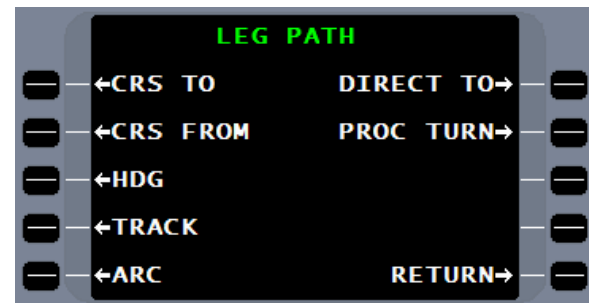 LEG PATH
←CRS TO DIRECT TO→
←CRS FROM PROC TURN→
←HDG
←TRACK
←ARC RETURN→